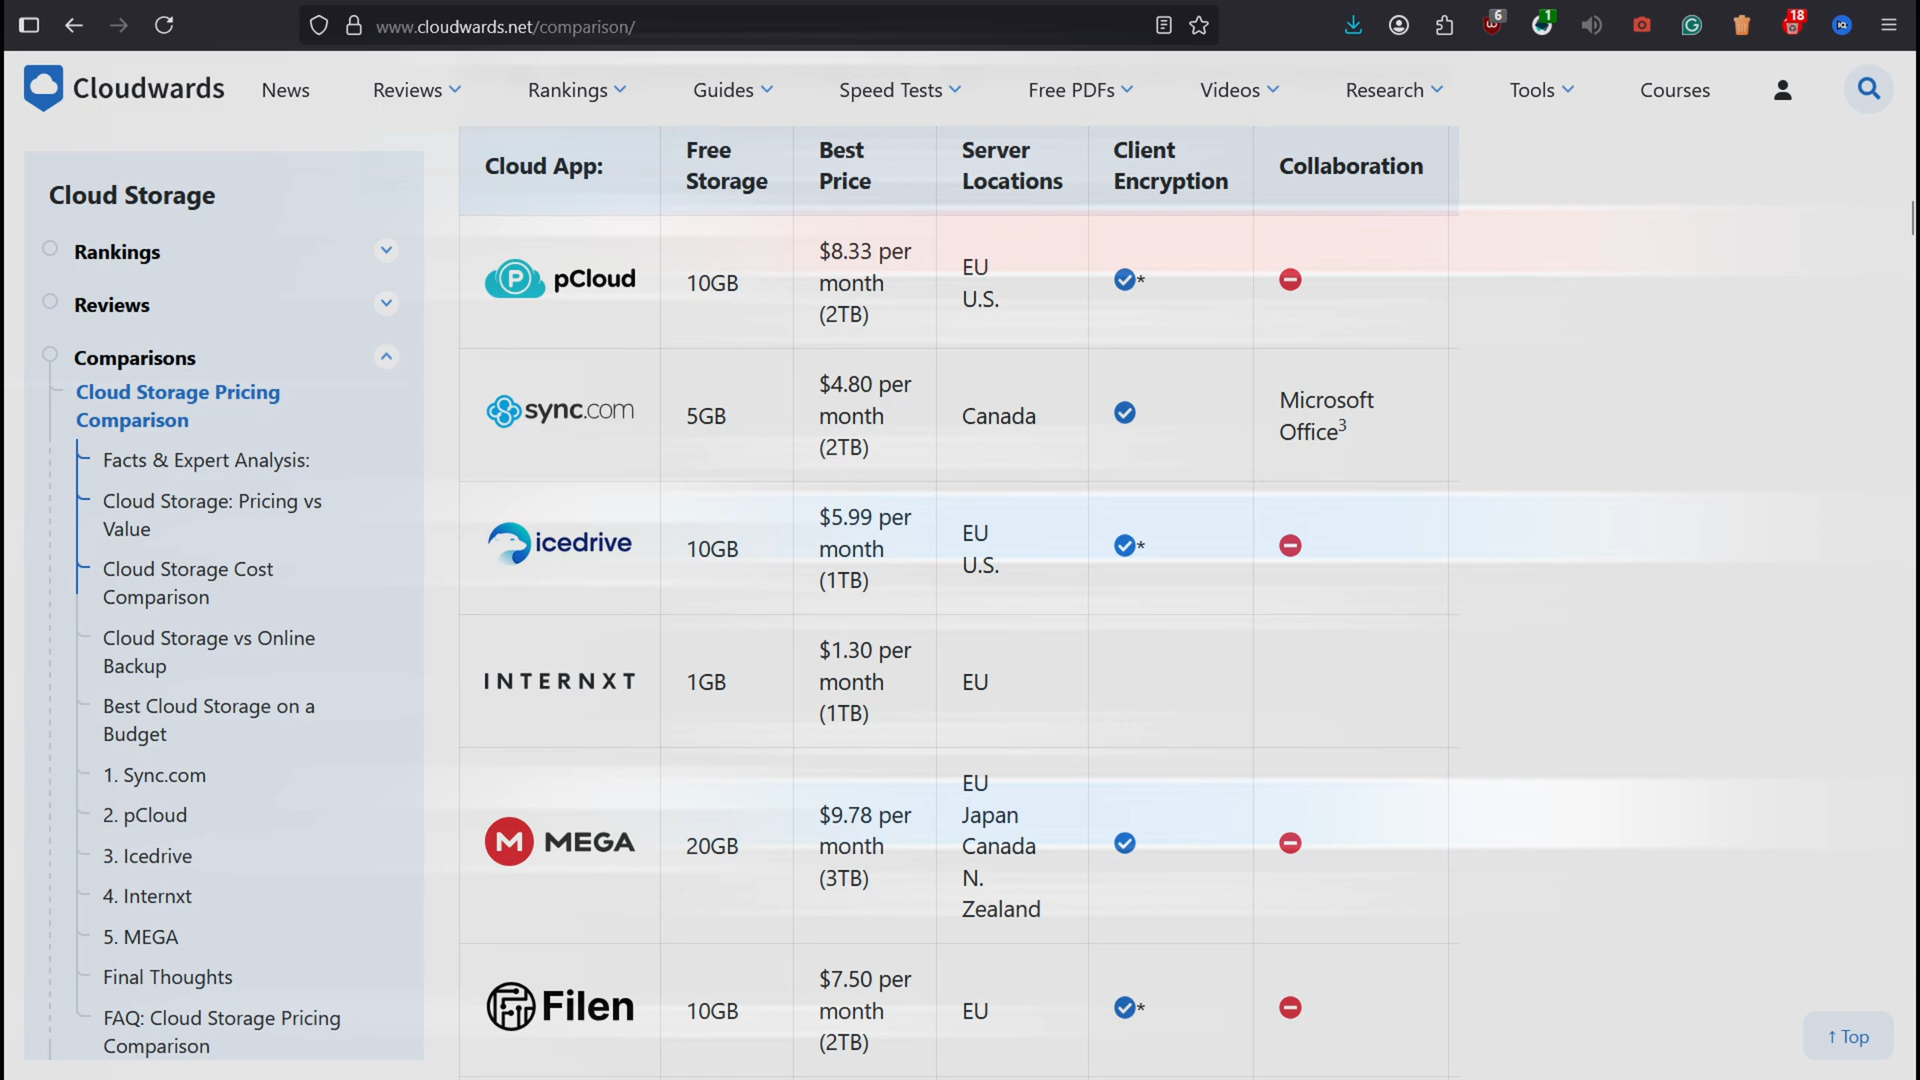 www.cloudwards.net/comparison/
6
1
18
Cloudwards
News
Reviews
Rankings
Guides
Speed Tests
Free PDFs
Videos
Research
Tools
Courses
Cloud Storage
Rankings
Reviews
Comparisons
Cloud Storage Pricing
Comparison
Facts & Expert Analysis:
Cloud Storage: Pricing vs
Value
Cloud Storage Cost
Comparison
Cloud Storage vs Online
Backup
Best Cloud Storage on a
Budget
1. Sync.com
2. pCloud
3. Icedrive
4. Internxt
5. MEGA
Final Thoughts
FAQ: Cloud Storage Pricing
Comparison
Cloud App:
Free
Storage
Best
Price
Server
Locations
Client
Encryption
Collaboration
pCloud
10GB
$8.33 per
month
(2TB)
EU
U.S.
*
sync.com
5GB
$4.80 per
month
(2TB)
Canada
Microsoft
Office3
icedrive
10GB
$5.99 per
month
(1TB)
EU
U.S.
*
INTERNXT
1GB
$1.30 per
month
(1TB)
EU
MEGA
20GB
$9.78 per
month
(3TB)
EU
Japan
Canada
N.
Zealand
Filen
10GB
$7.50 per
month
(2TB)
EU
*
↑ Top